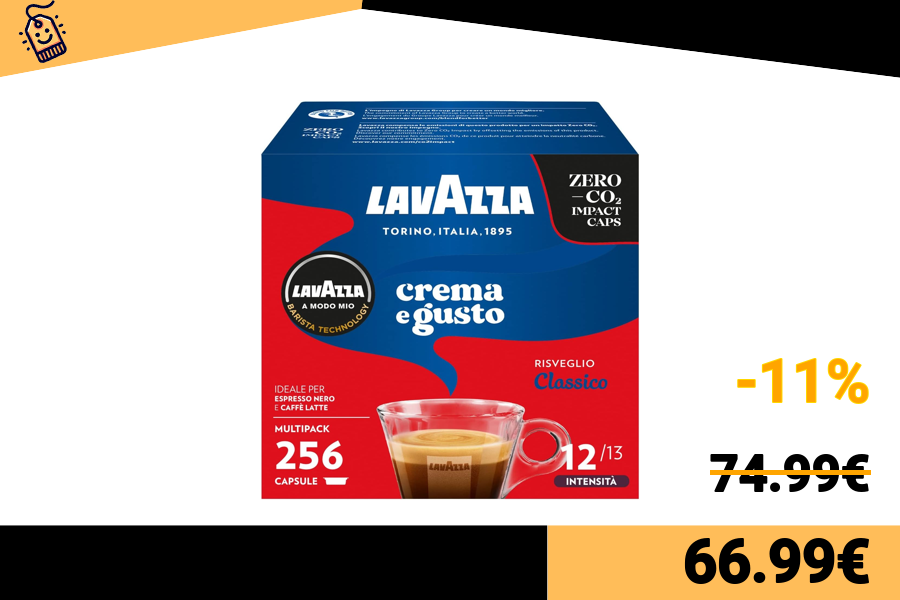 LAVAZZA
TORINO, ITALIA, 1895
ZERO
—CO₂
IMPACT
CAPS
LAVAZZA
A MODO MIO
BARISTA TECHNOLOGY
crema
e gusto
RISVEGLIO
Classico
IDEALE PER
ESPRESSO NERO
E CAFFÈ LATTE
MULTIPACK
256
CAPSULE
LAVAZZA
12/13
INTENSITÀ
-11%
74.99€
66.99€